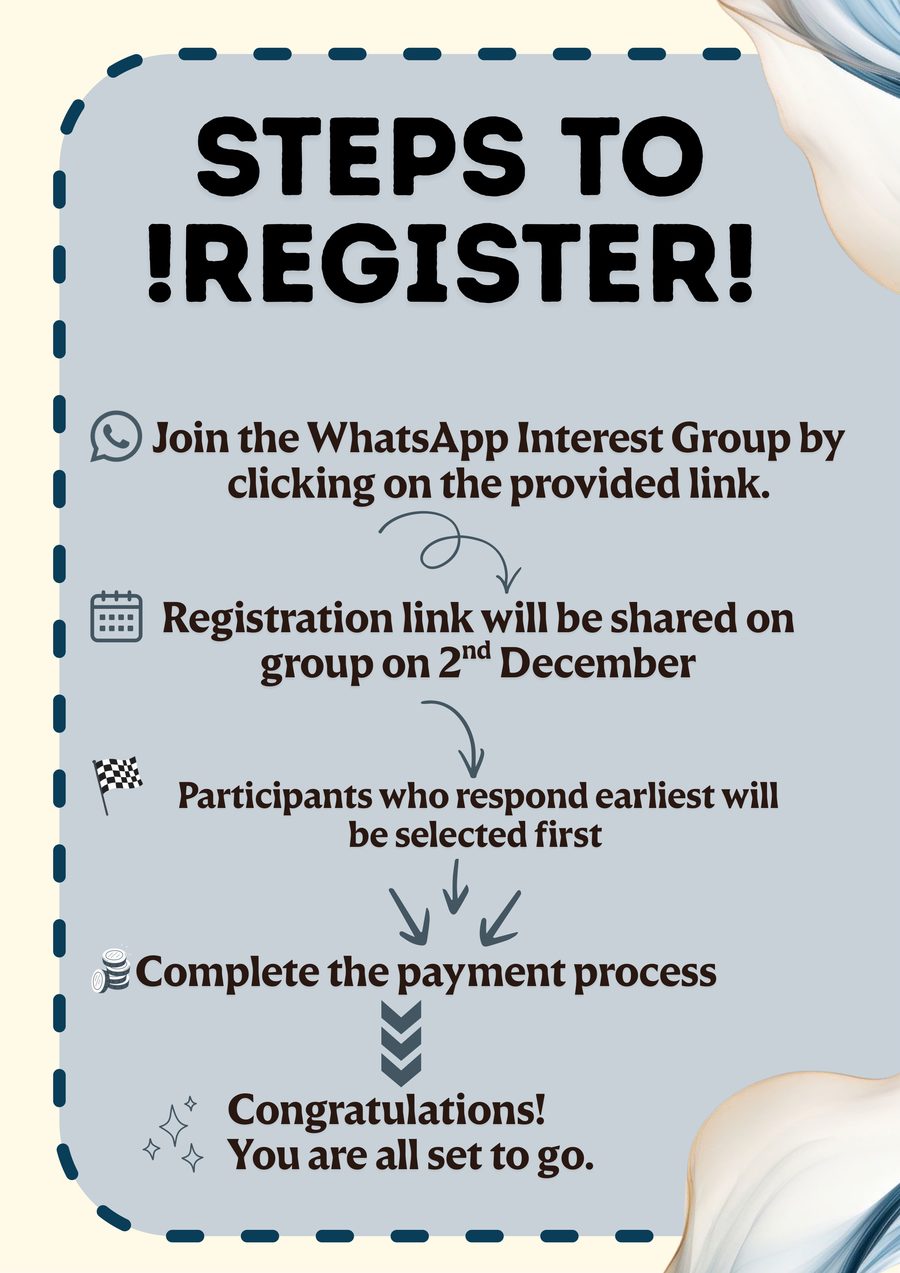 STEPS TO
!REGISTER!
Join the WhatsApp Interest Group by
clicking on the provided link.
Registration link will be shared on
group on 2nd December
Participants who respond earliest will
be selected first
Complete the payment process
Congratulations!
You are all set to go.